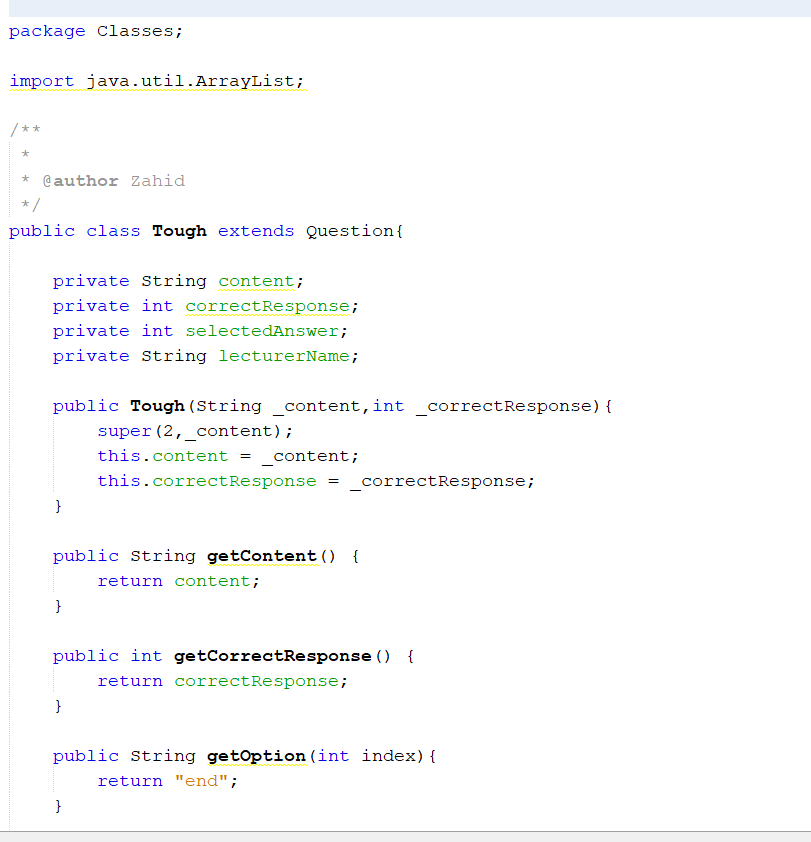 package Classes;
import java.util.ArrayList;
/**
 *
 * @author Zahid
 */
public class Tough extends Question{
    private String content;
    private int correctResponse;
    private int selectedAnswer;
    private String lecturerName;
    public Tough(String _content,int _correctResponse){
        super(2,_content);
        this.content = _content;
        this.correctResponse = _correctResponse;
    }
    public String getContent() {
        return content;
    }
    public int getCorrectResponse() {
        return correctResponse;
    }
    public String getOption(int index){
        return "end";
    }